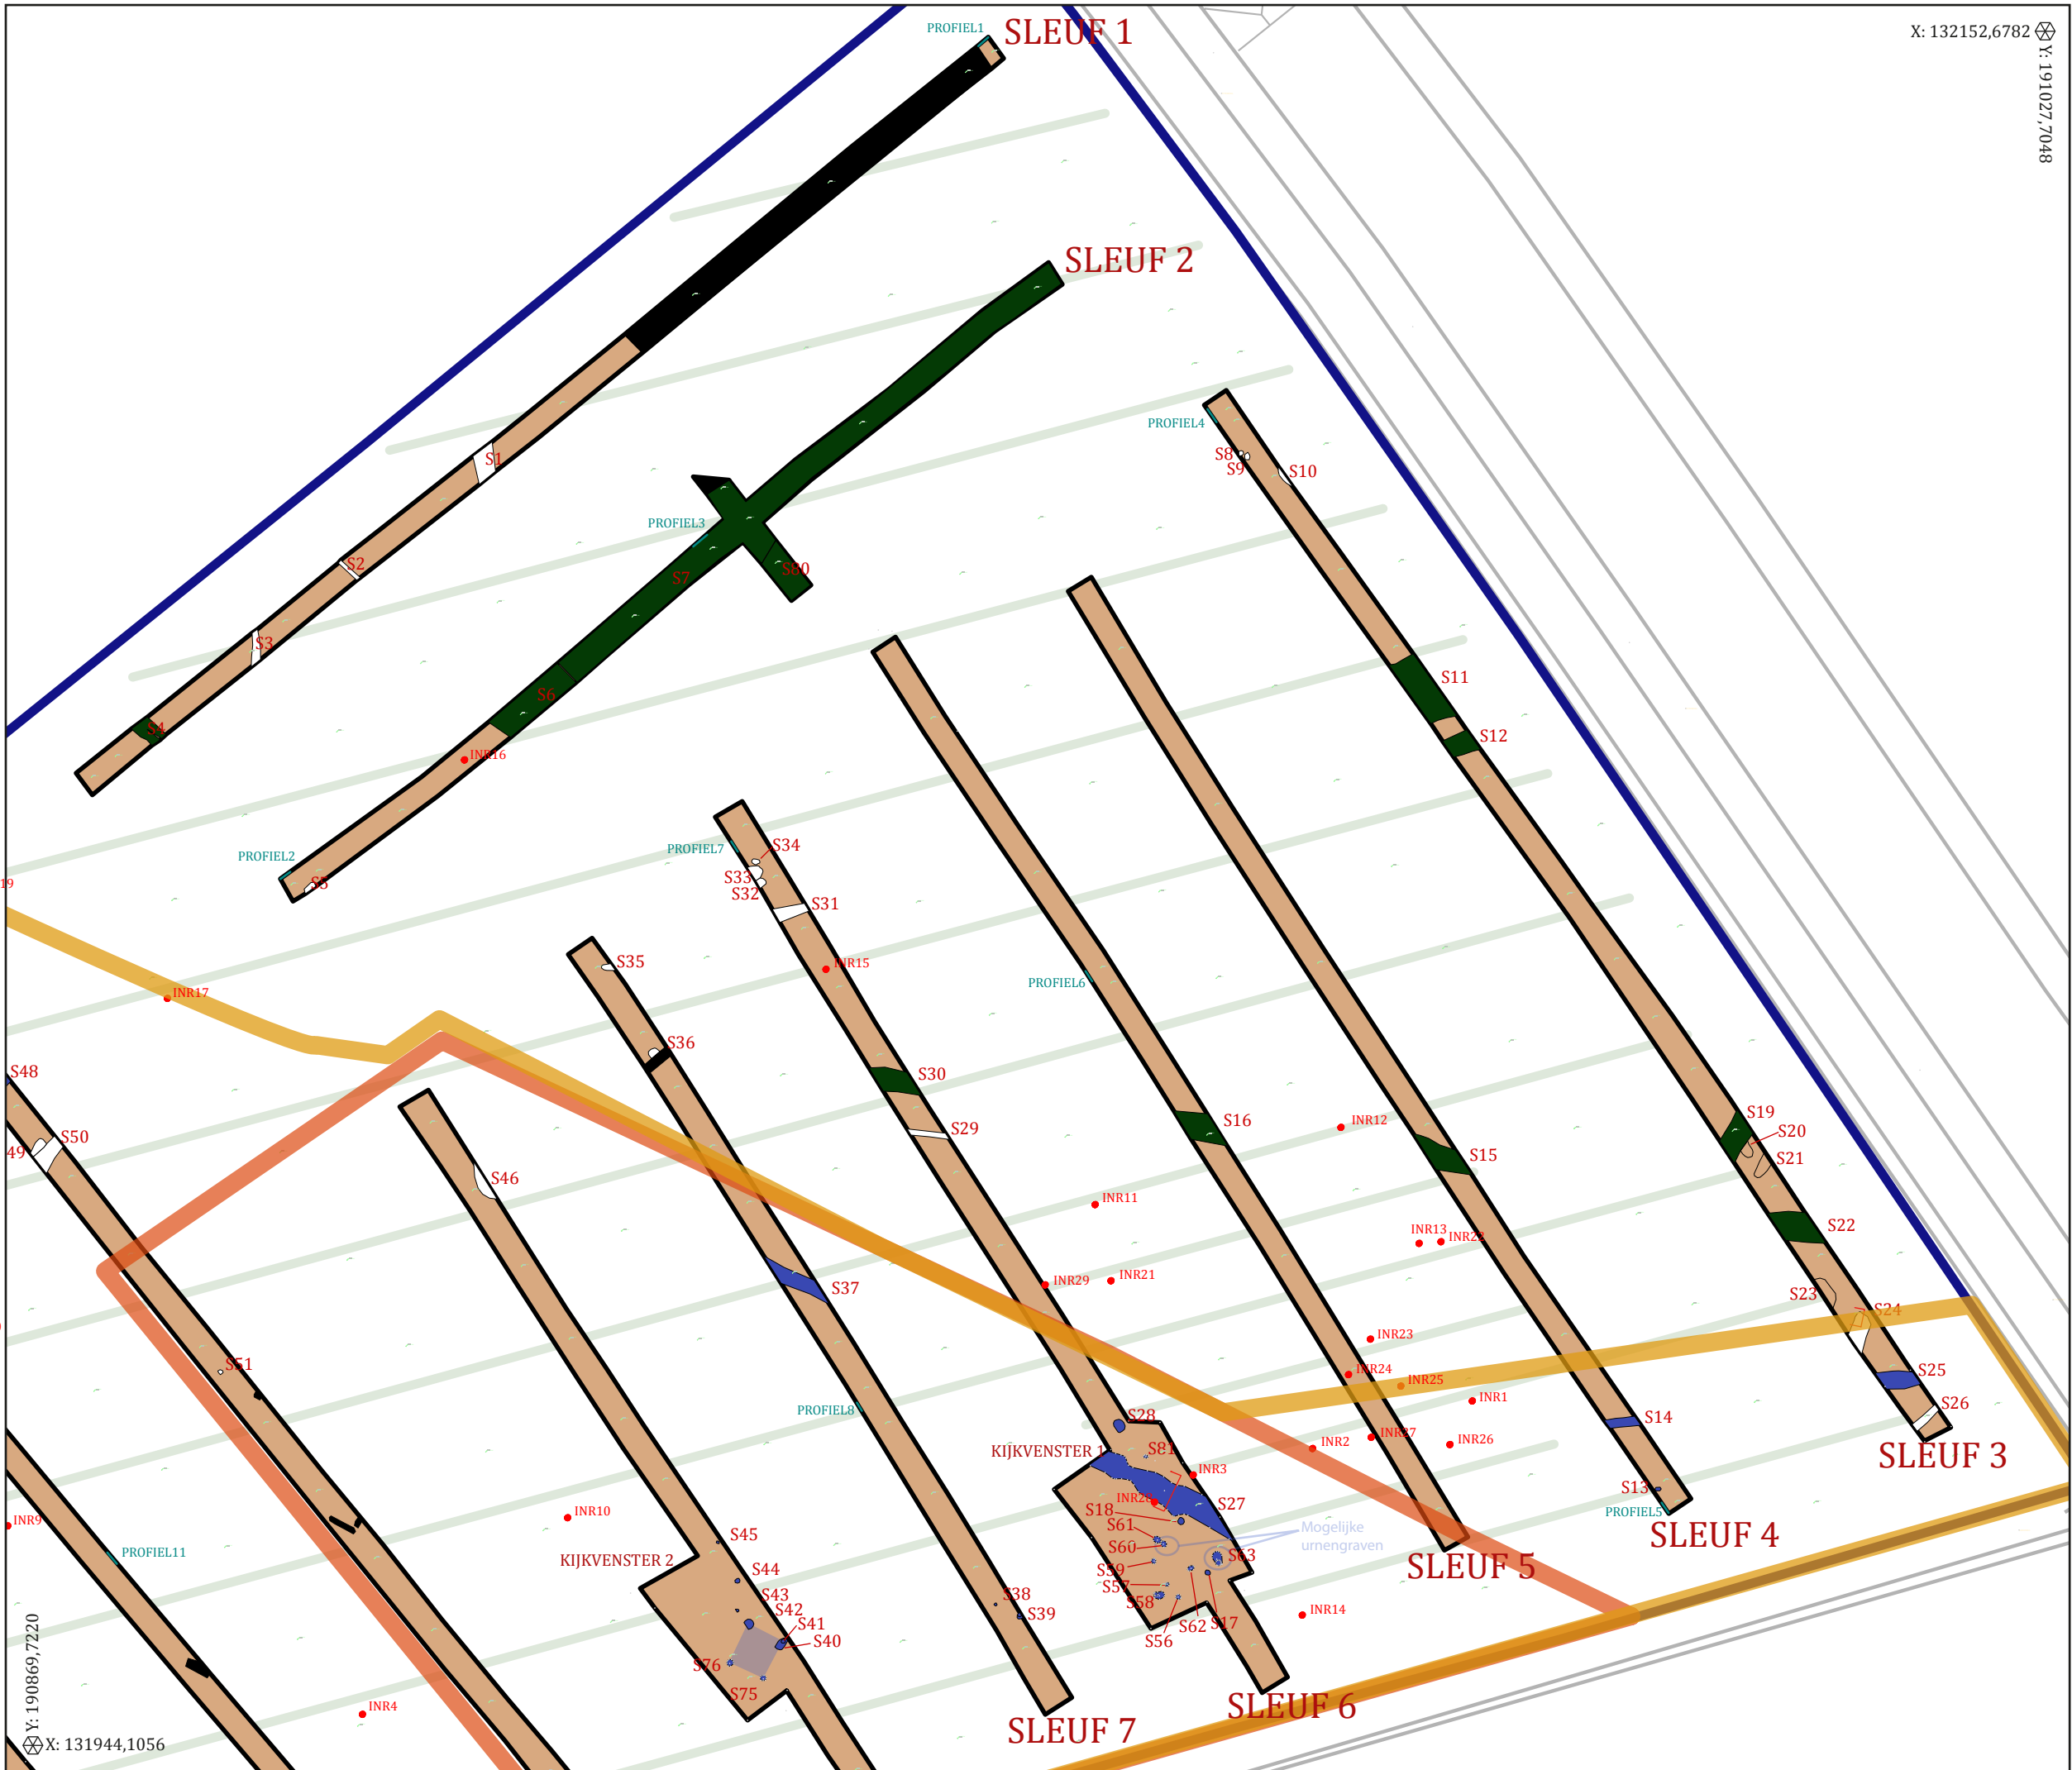 PROFIEL1
SLEUF 1
X: 132152,6782
Y: 191027,7048
SLEUF 2
PROFIEL4
S8
S9
S10
S1
PROFIEL3
S2
S7
S80
S3
S11
S6
S4
S12
INR16
PROFIEL2
S5
PROFIEL7
S34
S33
S32
S31
19
S35
INR15
PROFIEL6
INR17
S36
S48
S30
S50
49
S29
S16
INR12
S19
S20
S15
S21
S46
INR11
S22
INR13
INR22
S37
INR29
INR21
S23
S24
INR23
S51
INR24
INR25
S25
INR1
PROFIEL8
S28
S14
S26
KIJKVENSTER 1
S81
INR2
INR27
INR26
SLEUF 3
INR3
INR28
S27
S13
S18
INR10
INR9
S61
Mogelijke
urnengraven
PROFIEL5
SLEUF 4
S45
S60
S63
PROFIEL11
KIJKVENSTER 2
S59
SLEUF 5
S44
S57
S43
S58
S38
S42
S39
S41
S40
S56
S62
S17
INR14
S76
S75
INR4
SLEUF 6
SLEUF 7
Y: 190869,7220
X: 131944,1056